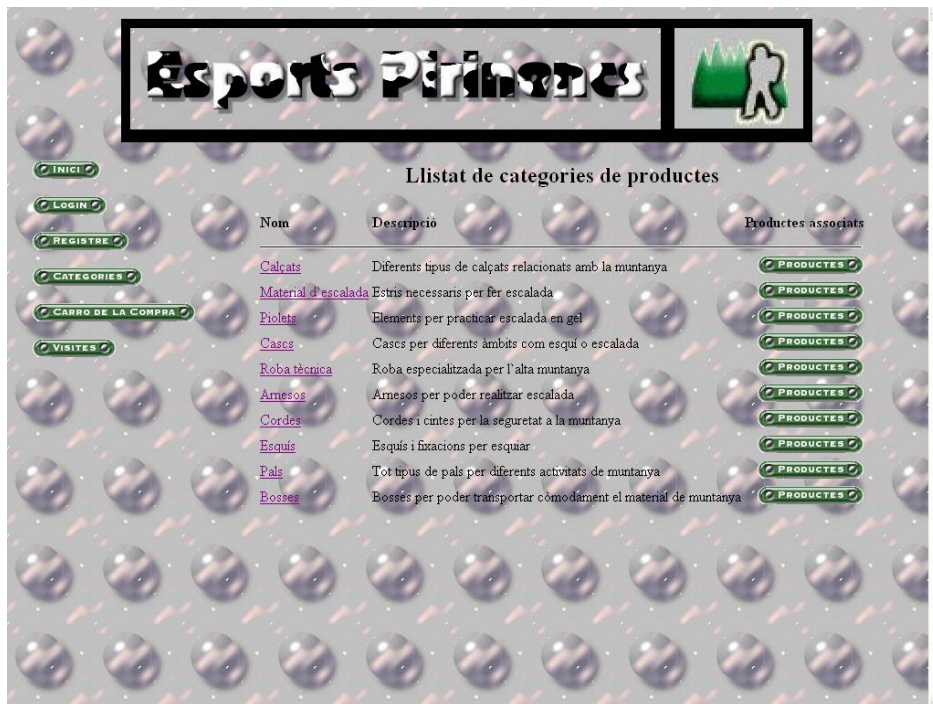 Esports Pirinencs
INICI
LOGIN
REGISTRE
CATEGORIES
CARRO DE LA COMPRA
VISITES
Llistat de categories de productes
Nom Descripció Productes associats
Calçats Diferents tipus de calçats relacionats amb la muntanya PRODUCTES
Material d'escalada Estris necessaris per fer escalada PRODUCTES
Piolets Elements per practicar escalada en gel PRODUCTES
Cascs Cascs per diferents àmbits com esquí o escalada PRODUCTES
Roba tècnica Roba especialitzada per l'alta muntanya PRODUCTES
Arnesos Arnesos per poder realitzar escalada PRODUCTES
Cordes Cordes i cintes per la seguretat a la muntanya PRODUCTES
Esquís Esquís i fixacions per esquiar PRODUCTES
Pals Tot tipus de pals per diferents activitats de muntanya PRODUCTES
Bosses Bosses per poder transportar còmodament el material de muntanya PRODUCTES